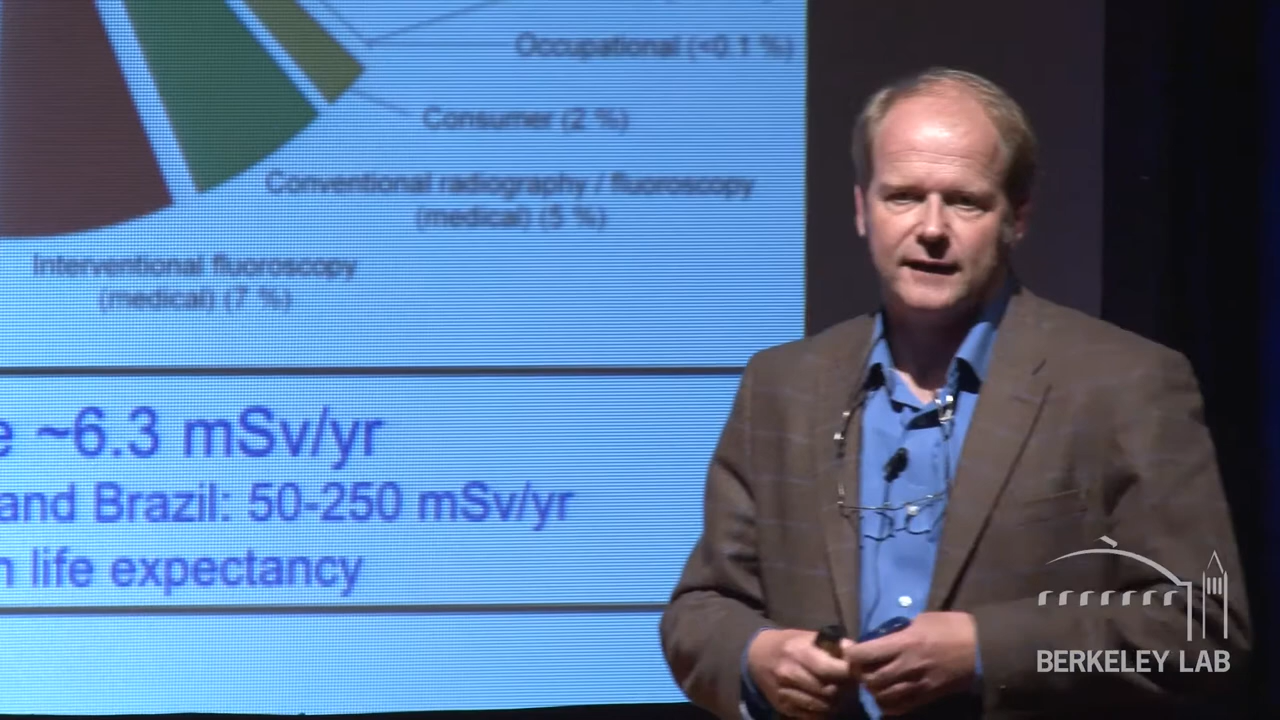 Occupational (<0.1 %)
Consumer (2 %)
Conventional radiography / fluoroscopy
(medical) (5 %)
Interventional fluoroscopy
(medical) (7 %)
~6.3 mSv/yr
and Brazil: 50-250 mSv/yr
life expectancy
BERKELEY LAB